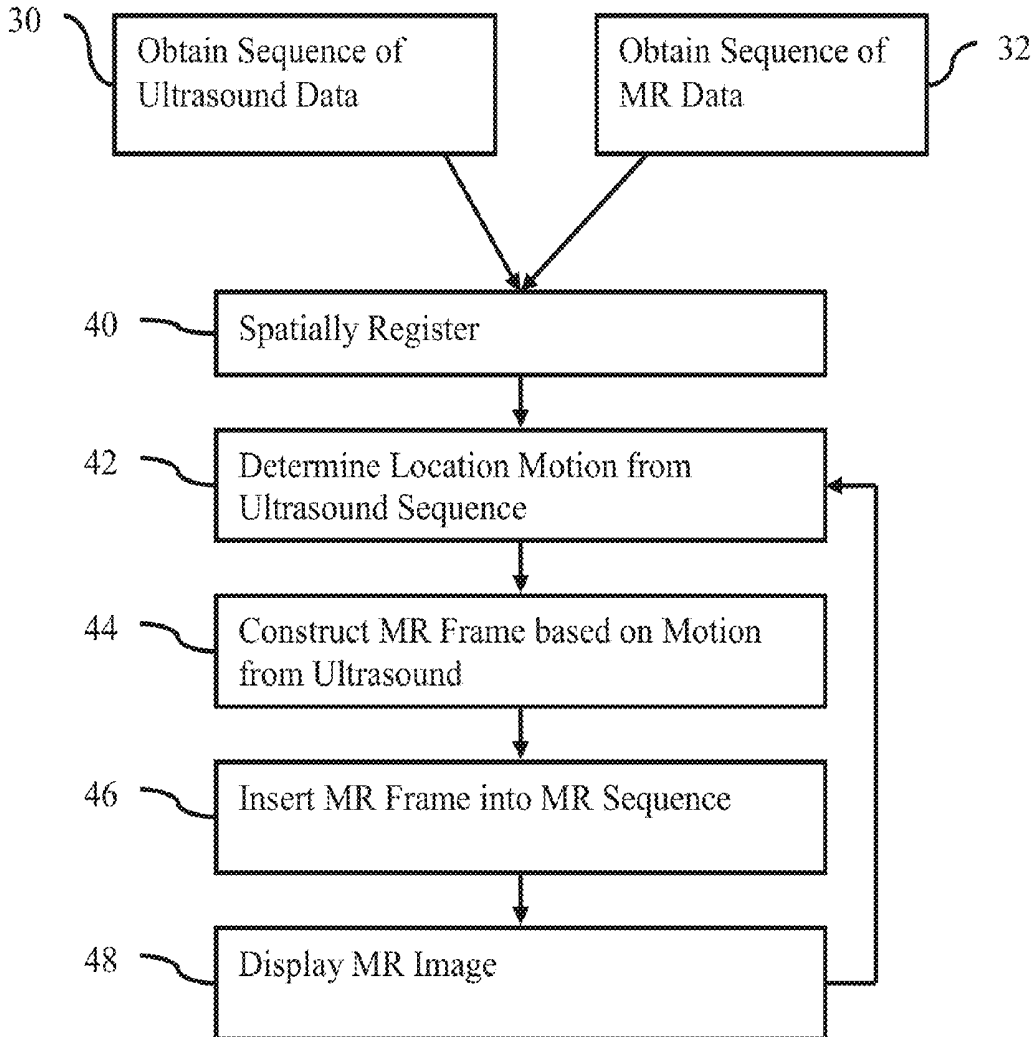 30
Obtain Sequence of
Ultrasound Data
Obtain Sequence of
MR Data
32
40
Spatially Register
42
Determine Location Motion from
Ultrasound Sequence
44
Construct MR Frame based on Motion
from Ultrasound
46
Insert MR Frame into MR Sequence
48
Display MR Image